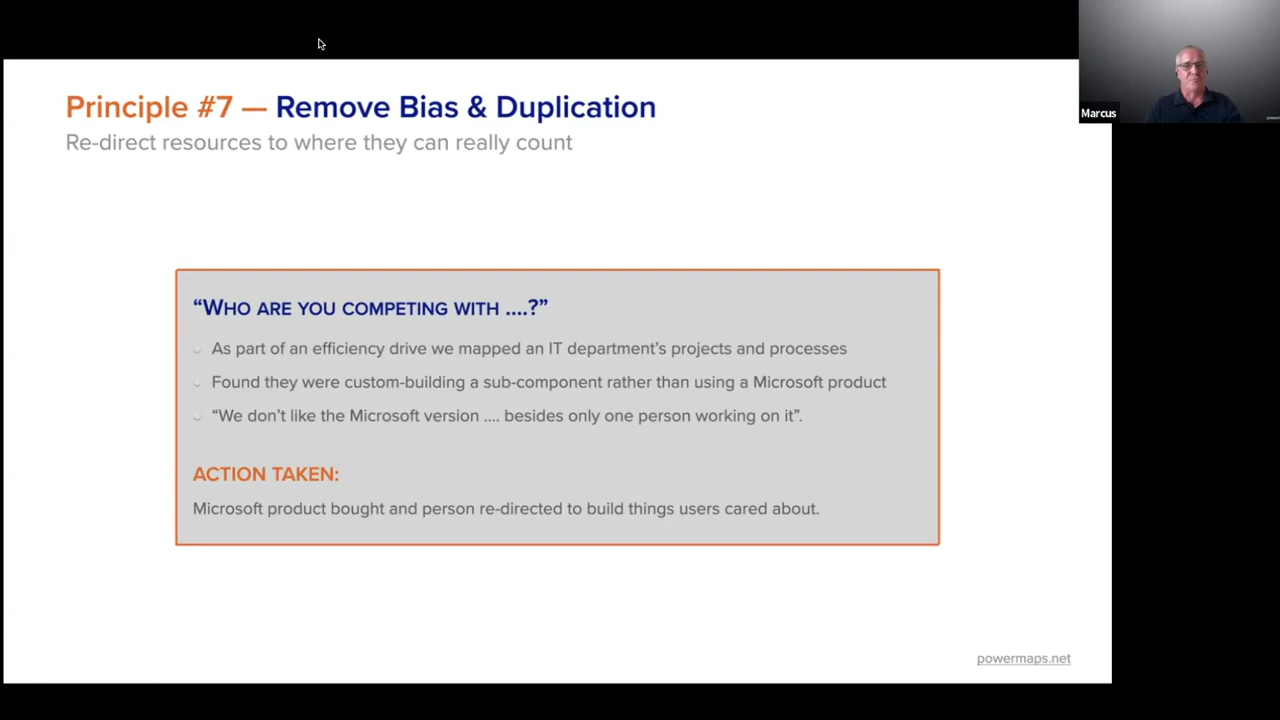 Principle #7 — Remove Bias & Duplication
Re-direct resources to where they can really count
Marcus
“WHO ARE YOU COMPETING WITH ....?”
As part of an efficiency drive we mapped an IT department’s projects and processes
Found they were custom-building a sub-component rather than using a Microsoft product
“We don’t like the Microsoft version .... besides only one person working on it”.
ACTION TAKEN:
Microsoft product bought and person re-directed to build things users cared about.
powermaps.net